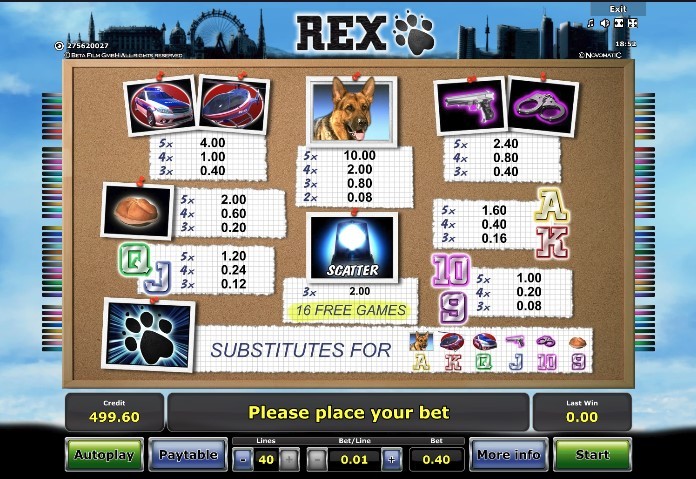 Exit
REX
275620027
18:52
© BETA FILM GMBH ALL RIGHTS RESERVED
© NOVOMATIC
5x 4.00
4x 1.00
3x 0.40
5x 10.00
4x 2.00
3x 0.80
2x 0.08
5x 2.40
4x 0.80
3x 0.40
5x 2.00
4x 0.60
3x 0.20
5x 1.60
4x 0.40
3x 0.16
A
K
Q
J
5x 1.20
4x 0.24
3x 0.12
SCATTER
3x 2.00
16 FREE GAMES
10
9
5x 1.00
4x 0.20
3x 0.08
SUBSTITUTES FOR
A K Q J 10 9
Credit
499.60
Please place your bet
Last Win
0.00
Autoplay
Paytable
Lines
- 40 +
Bet/Line
- 0.01 +
Bet
0.40
More info
Start